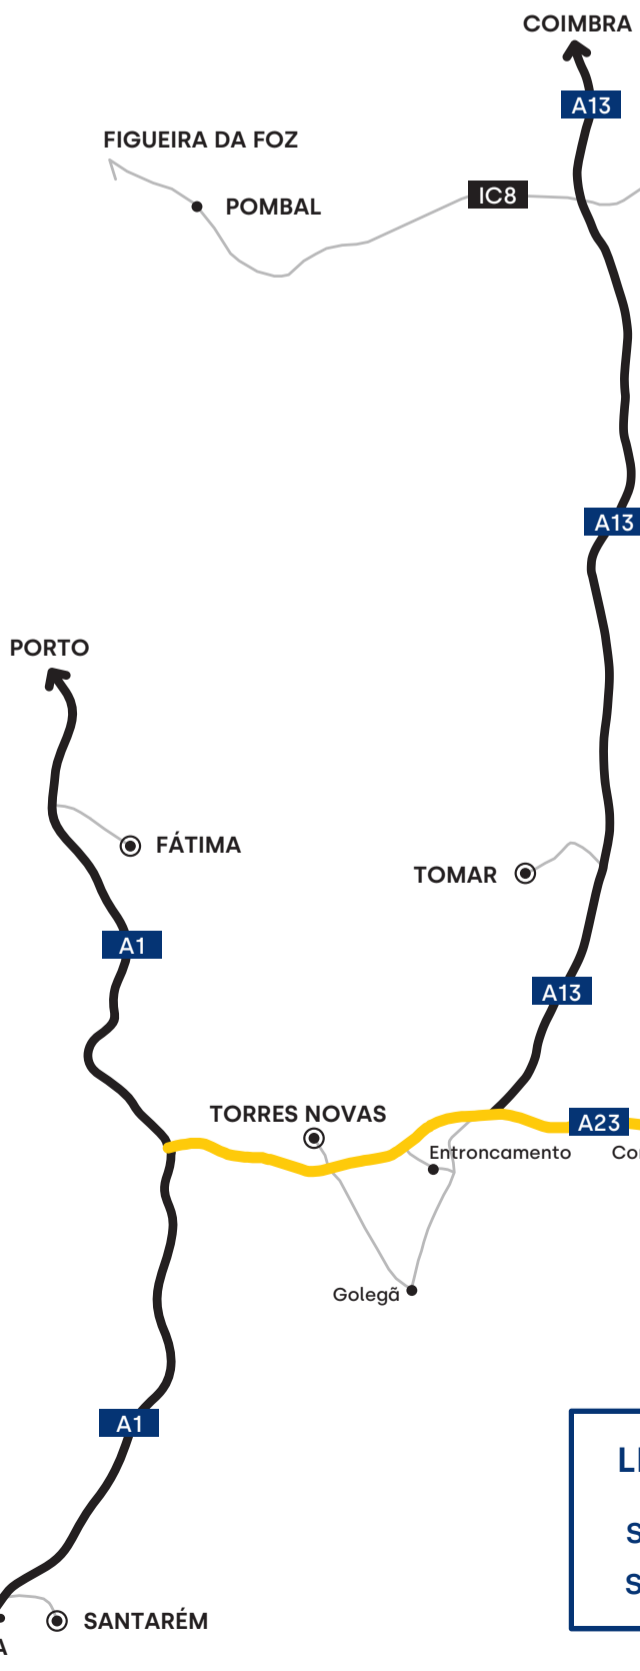 COIMBRA
A13
FIGUEIRA DA FOZ
IC8
POMBAL
A13
PORTO
FÁTIMA
TOMAR
A1
A13
TORRES NOVAS
A23
Entroncamento
Golegã
A1
SANTARÉM